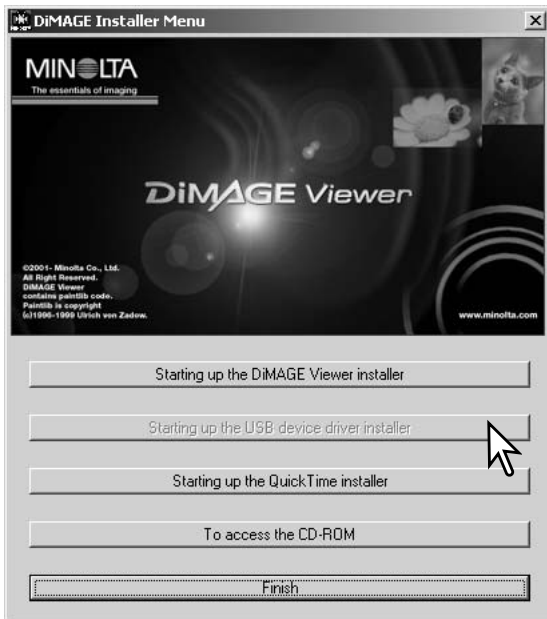 DiMAGE Installer Menu
MINOLTA
The essentials of imaging
DiMAGE Viewer
©2001- Minolta Co., Ltd.
All Right Reserved.
DiMAGE Viewer
contains paintlib code.
Paintlib is copyright
(c)1996-1999 Ulrich von Zadow.
www.minolta.com
Starting up the DiMAGE Viewer installer
Starting up the USB device driver installer
Starting up the QuickTime installer
To access the CD-ROM
Finish